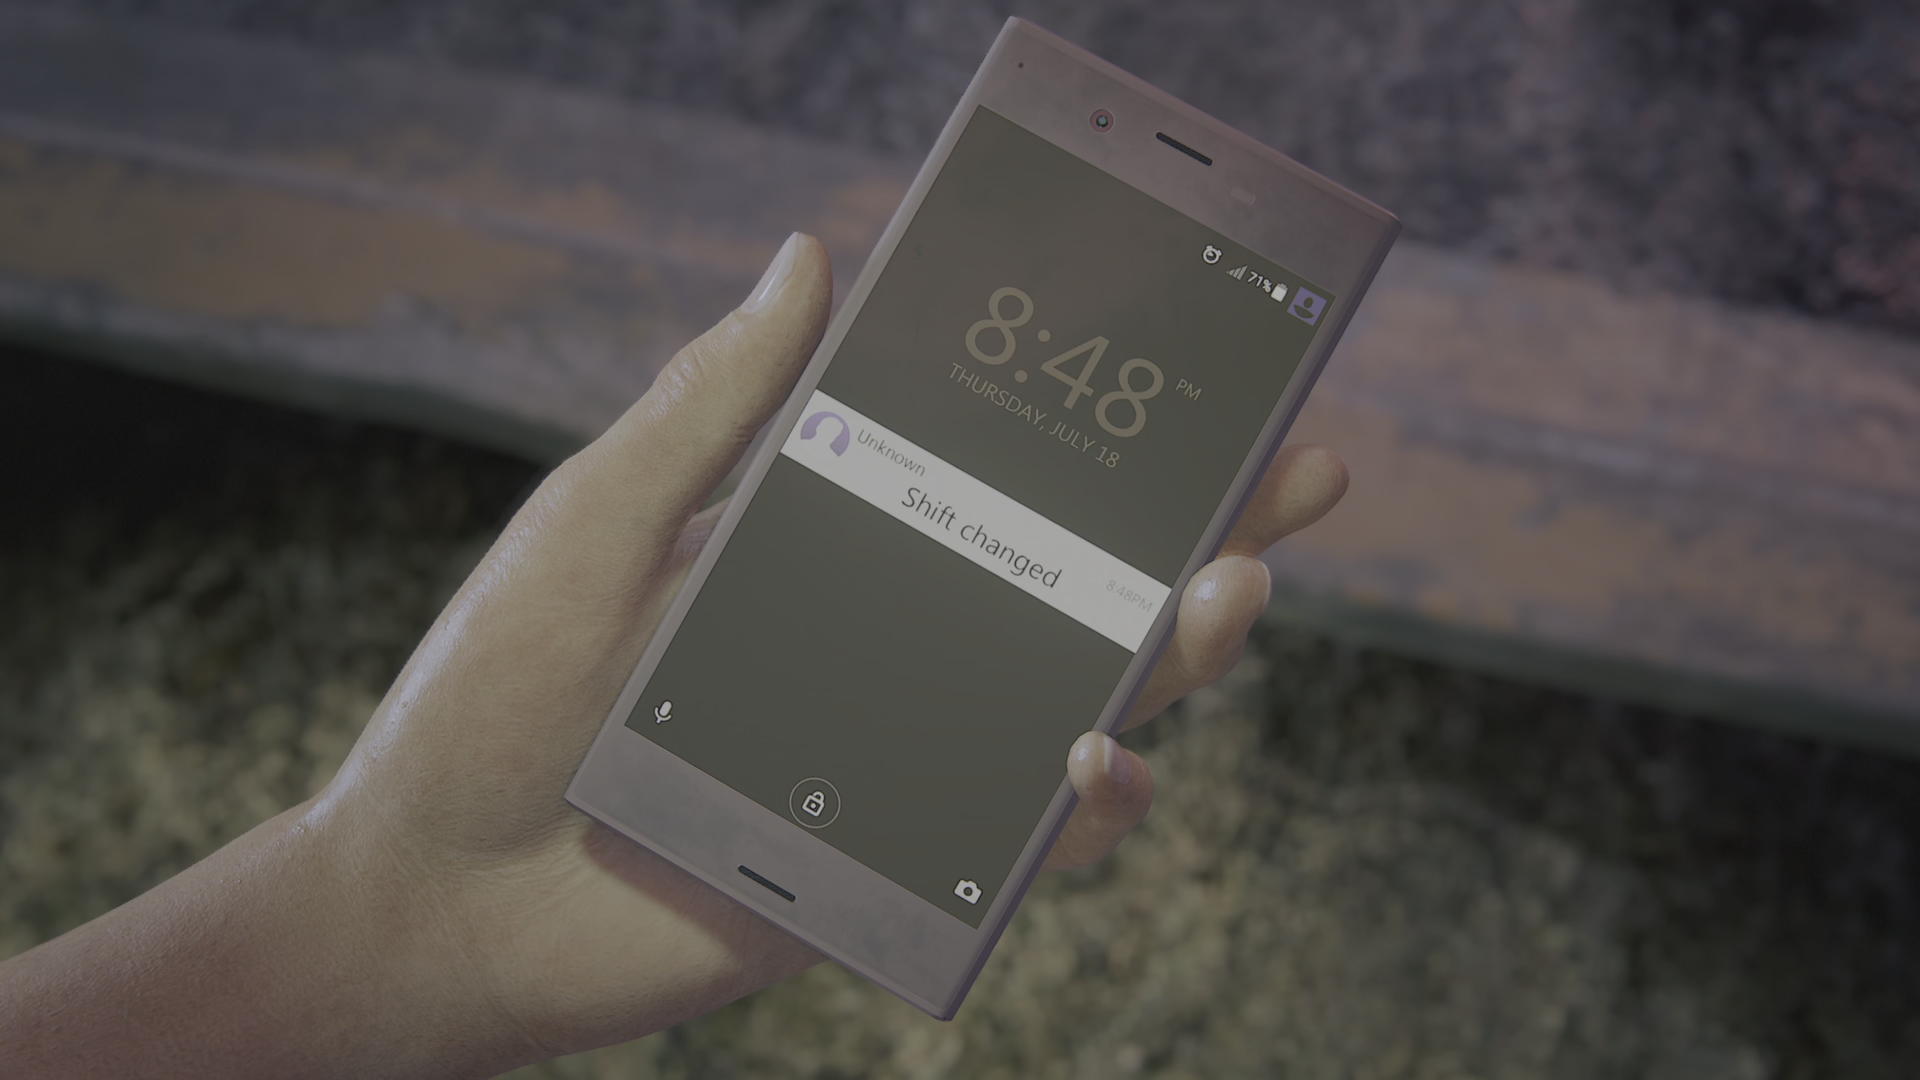 71%
8:48 PM
THURSDAY, JULY 18
Unknown
Shift changed
8:48PM